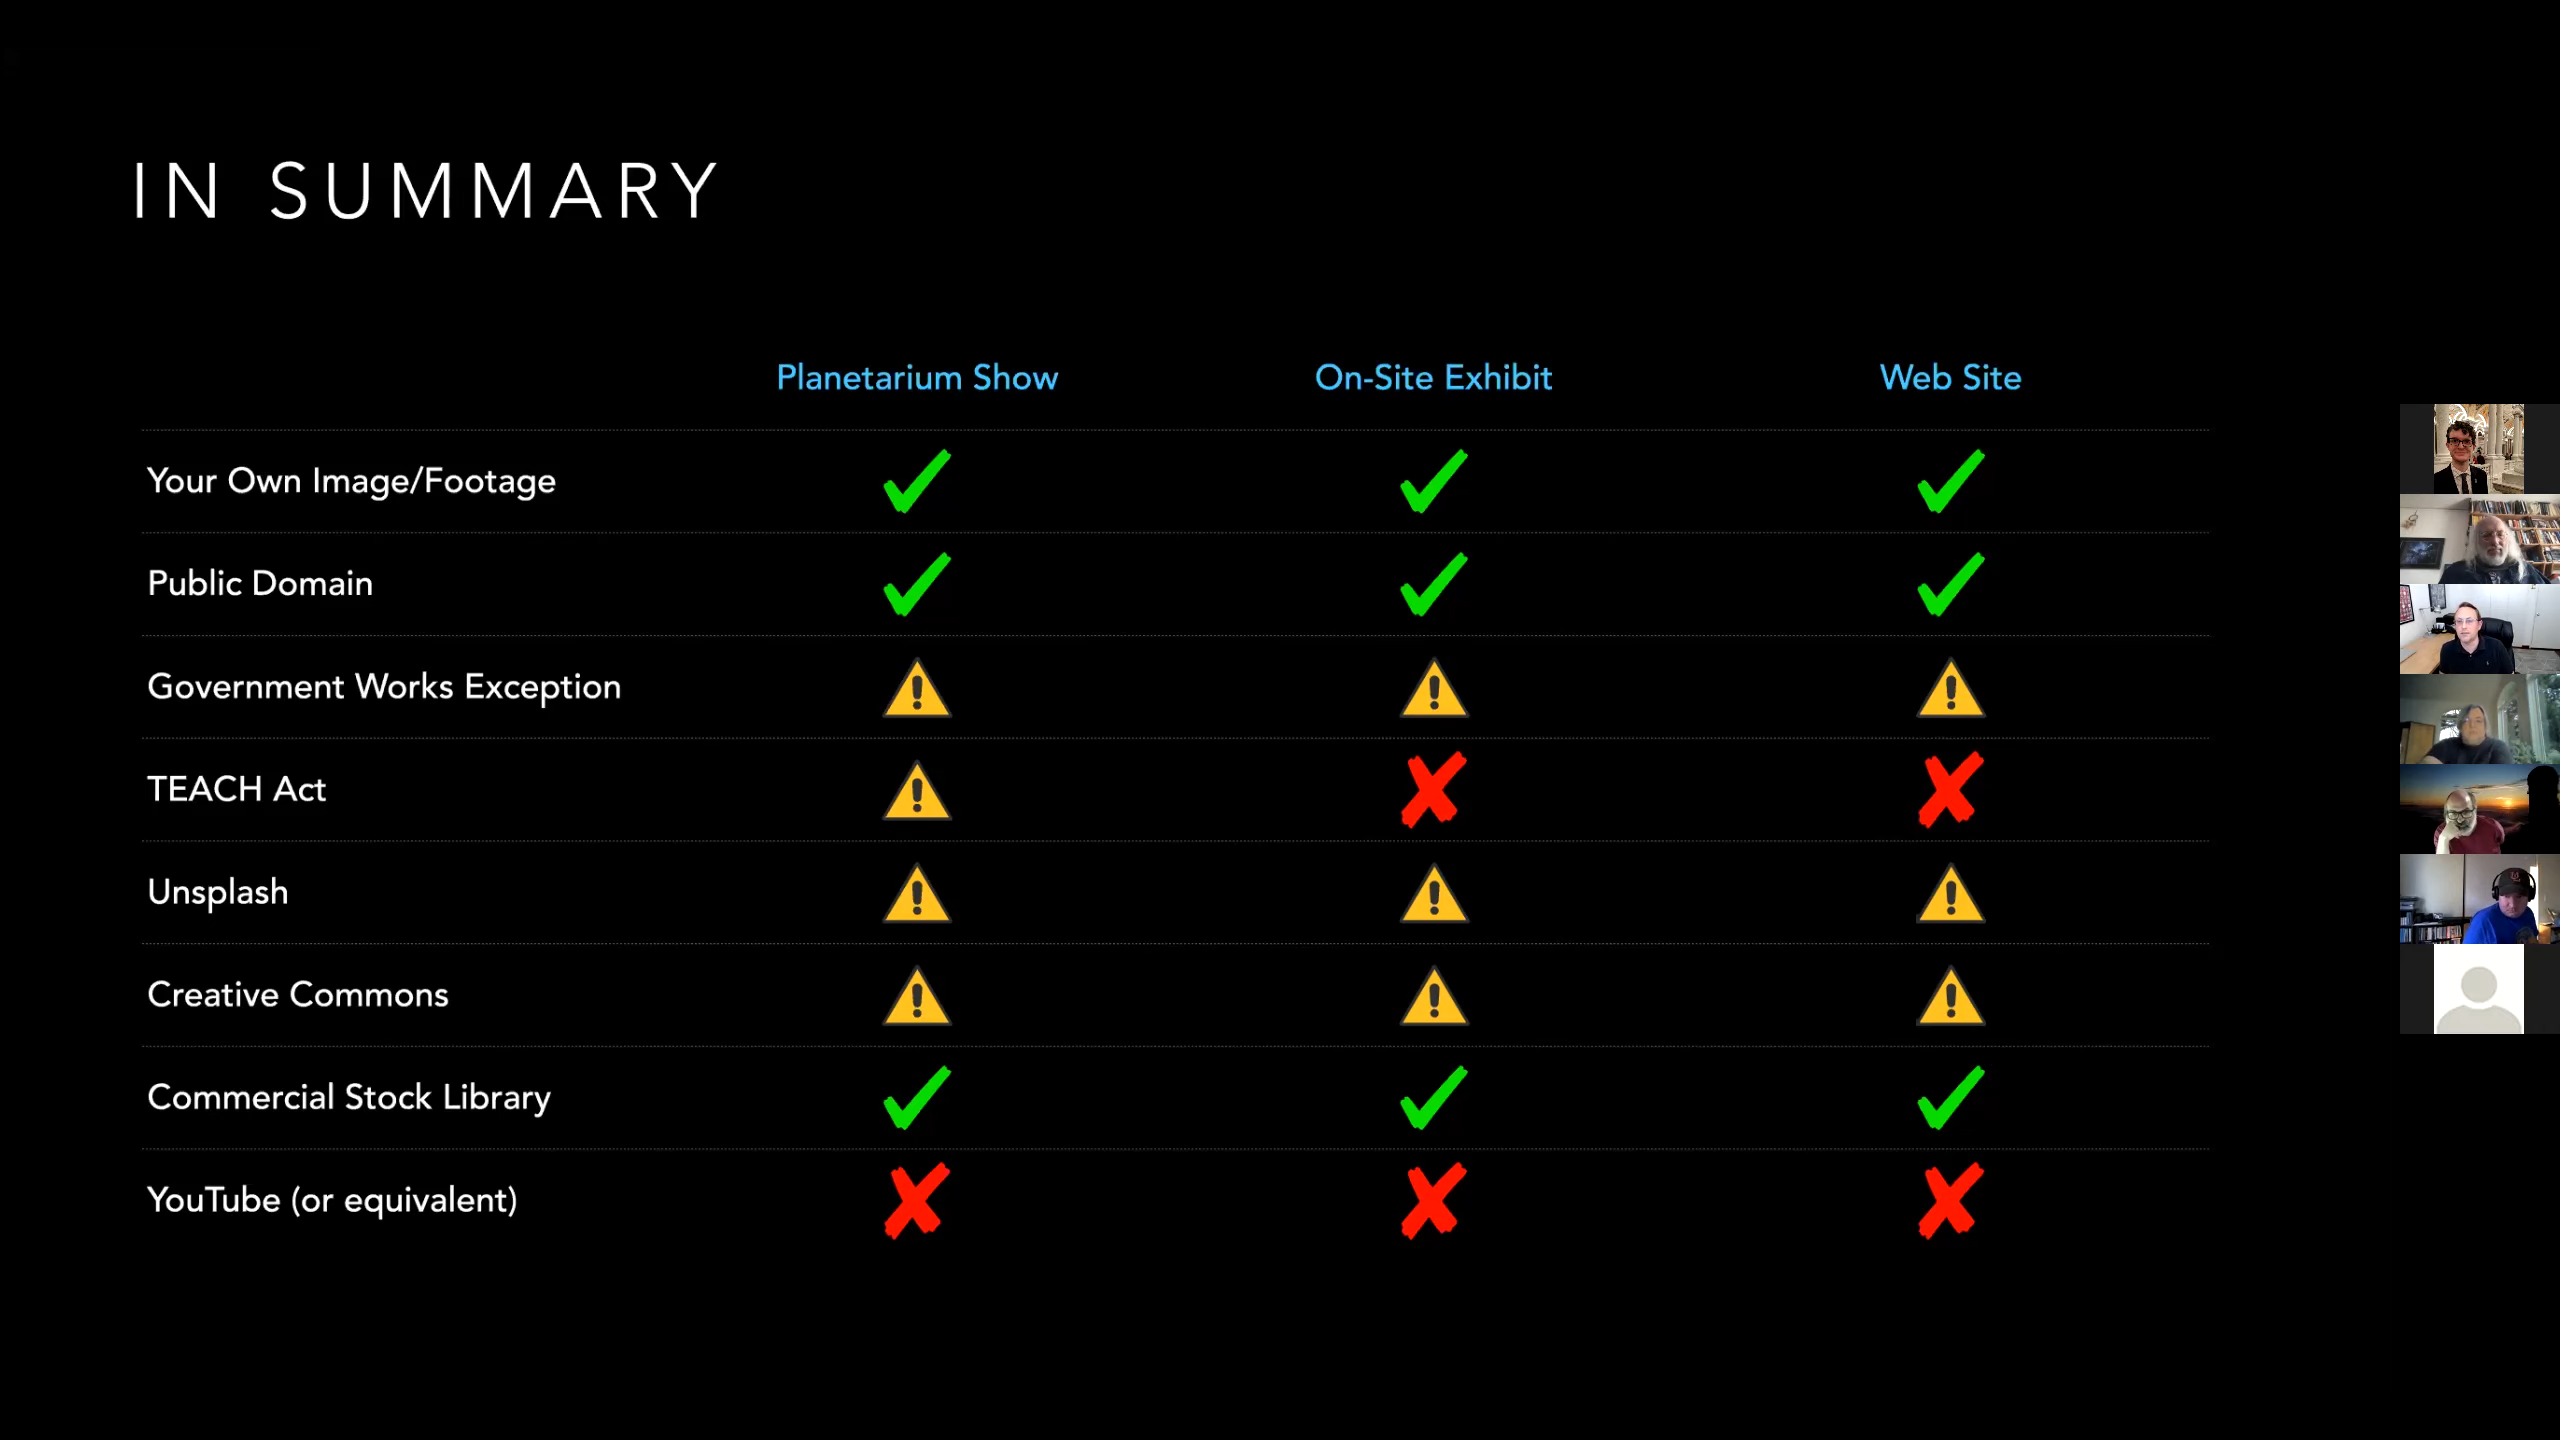 IN SUMMARY
Planetarium Show On-Site Exhibit Web Site
Your Own Image/Footage
Public Domain
Government Works Exception
TEACH Act
Unsplash
Creative Commons
Commercial Stock Library
YouTube (or equivalent)